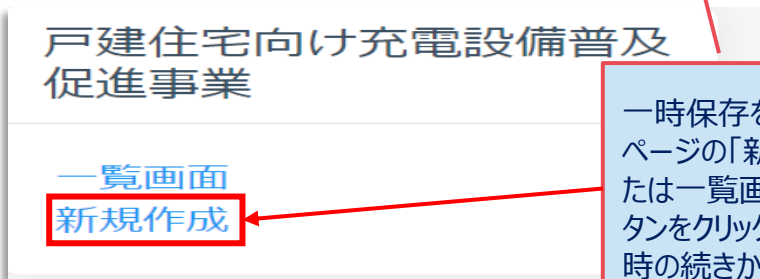 戸建住宅向け充電設備普及
促進事業
一覧画面
新規作成
一時保存を
ページの「新
たは一覧画
タンをクリック
時の続きか